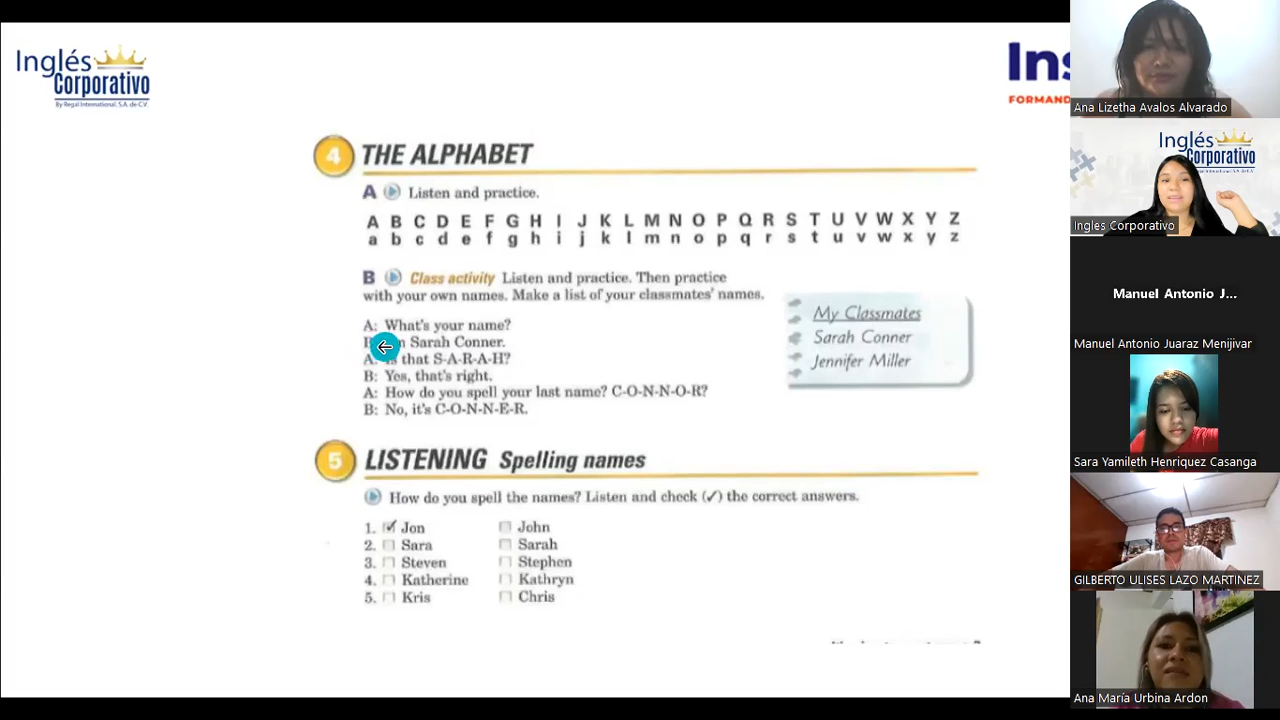 Inglés
Corporativo
By Regal International, S.A. de C.V.
Ins
FORMAND
4 THE ALPHABET
A Listen and practice.
A B C D E F G H I J K L M N O P Q R S T U V W X Y Z
a b c d e f g h i j k l m n o p q r s t u v w x y z
B Class activity Listen and practice. Then practice
with your own names. Make a list of your classmates' names.
A: What's your name?
Sarah Conner.
A: that S-A-R-A-H?
B: Yes, that's right.
A: How do you spell your last name? C-O-N-N-O-R?
B: No, it's C-O-N-N-E-R.
My Classmates
Sarah Conner
Jennifer Miller
5 LISTENING Spelling names
How do you spell the names? Listen and check (✓) the correct answers.
1. ✓ Jon John
2. Sara Sarah
3. Steven Stephen
4. Katherine Kathryn
5. Kris Chris
Ana Lizetha Avalos Alvarado
Inglés
Corporativo
Ingles Corporativo
Manuel Antonio J...
Manuel Antonio Juaraz Menijivar
Sara Yamileth Henriquez Casanga
GILBERTO ULISES LAZO MARTINEZ
Ana María Urbina Ardon